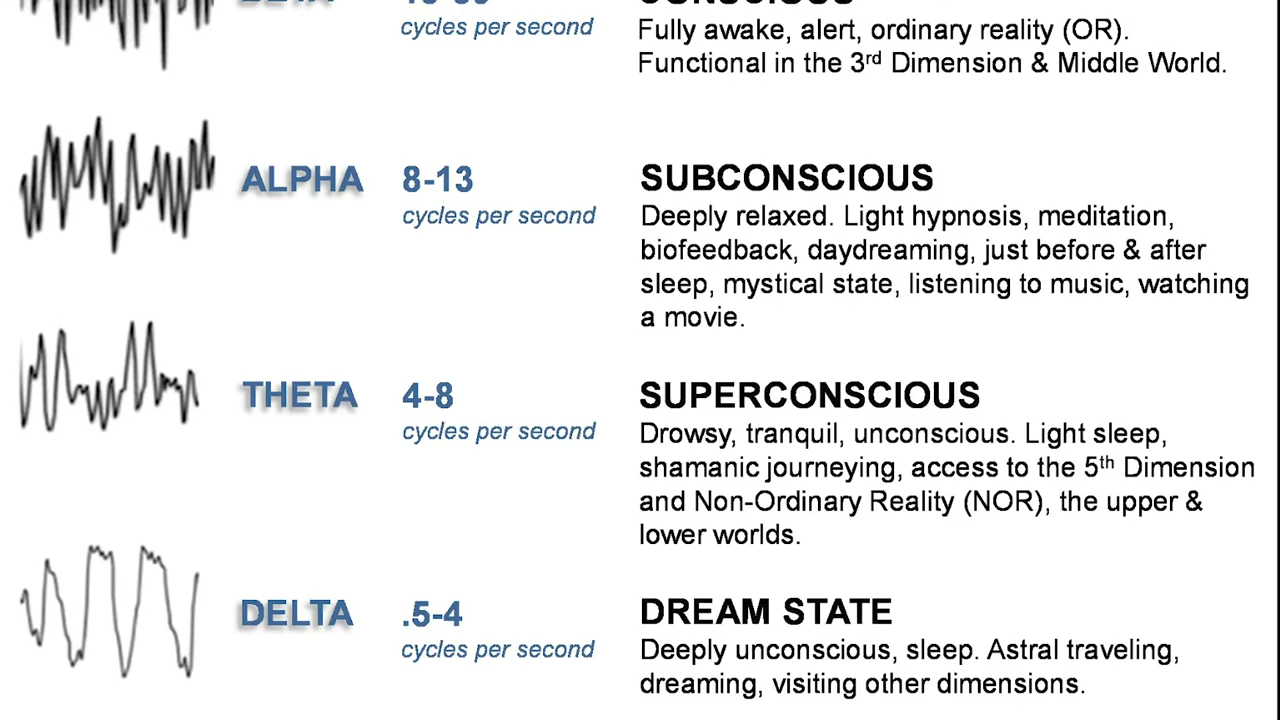 cycles per second
Fully awake, alert, ordinary reality (OR).
Functional in the 3rd Dimension & Middle World.
ALPHA 8-13 SUBCONSCIOUS
cycles per second
Deeply relaxed. Light hypnosis, meditation,
biofeedback, daydreaming, just before & after
sleep, mystical state, listening to music, watching
a movie.
THETA 4-8 SUPERCONSCIOUS
cycles per second
Drowsy, tranquil, unconscious. Light sleep,
shamanic journeying, access to the 5th Dimension
and Non-Ordinary Reality (NOR), the upper &
lower worlds.
DELTA .5-4 DREAM STATE
cycles per second
Deeply unconscious, sleep. Astral traveling,
dreaming, visiting other dimensions.